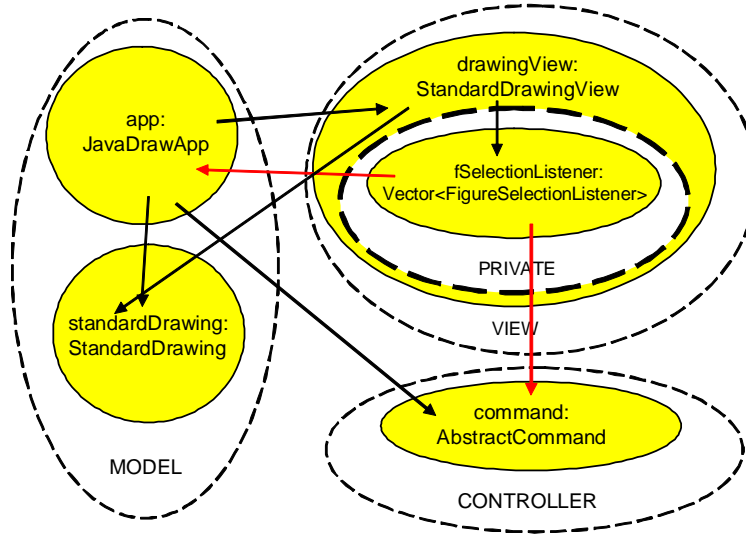 app:
JavaDrawApp
standardDrawing:
StandardDrawing
MODEL
drawingView:
StandardDrawingView
fSelectionListener:
Vector<FigureSelectionListener>
PRIVATE
VIEW
command:
AbstractCommand
CONTROLLER